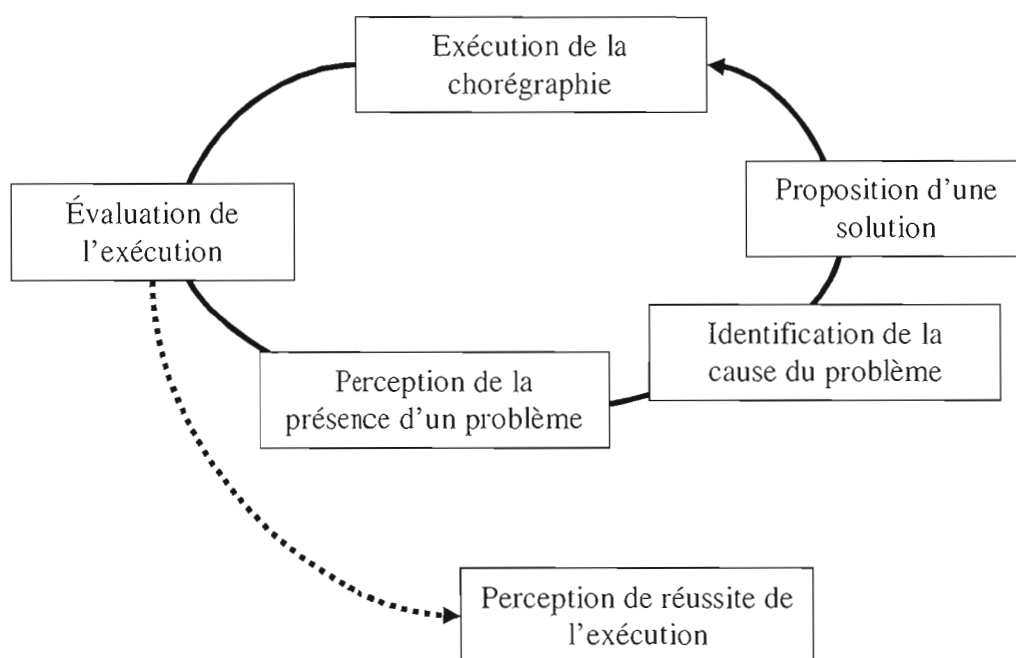 Exécution de la
chorégraphie
Évaluation de
l'exécution
Proposition d'une
solution
Identification de la
cause du problème
Perception de la
présence d'un problème
Perception de réussite de
l'exécution